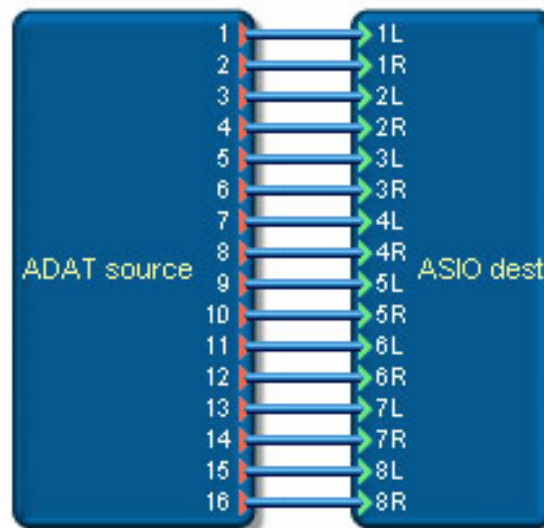 1 1L
2 1R
3 2L
4 2R
5 3L
6 3R
7 4L
8 4R
ADAT source ASIO dest
9 5L
10 5R
11 6L
12 6R
13 7L
14 7R
15 8L
16 8R